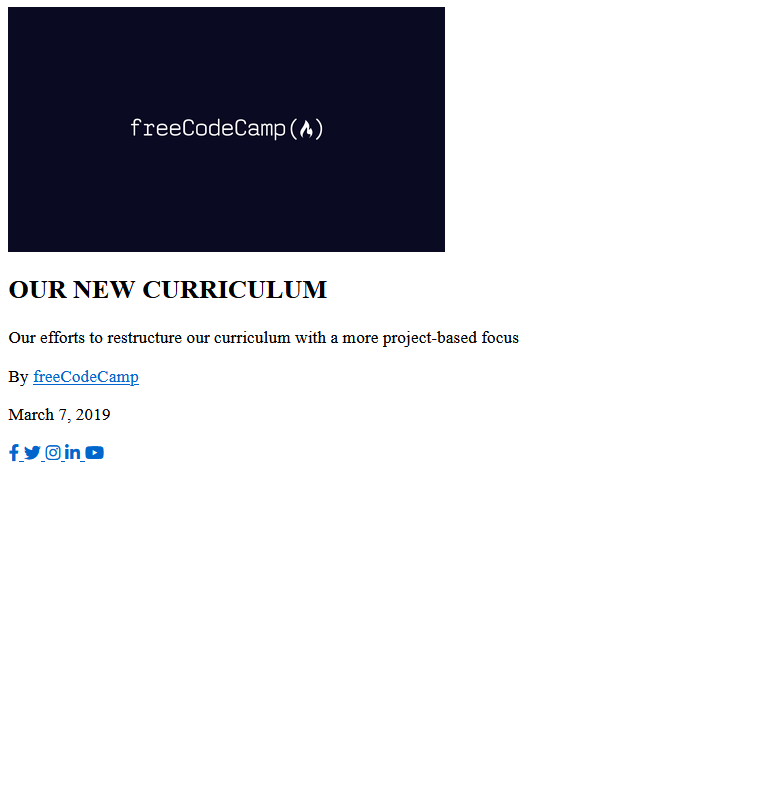 freeCodeCamp()
OUR NEW CURRICULUM
Our efforts to restructure our curriculum with a more project-based focus
By freeCodeCamp
March 7, 2019